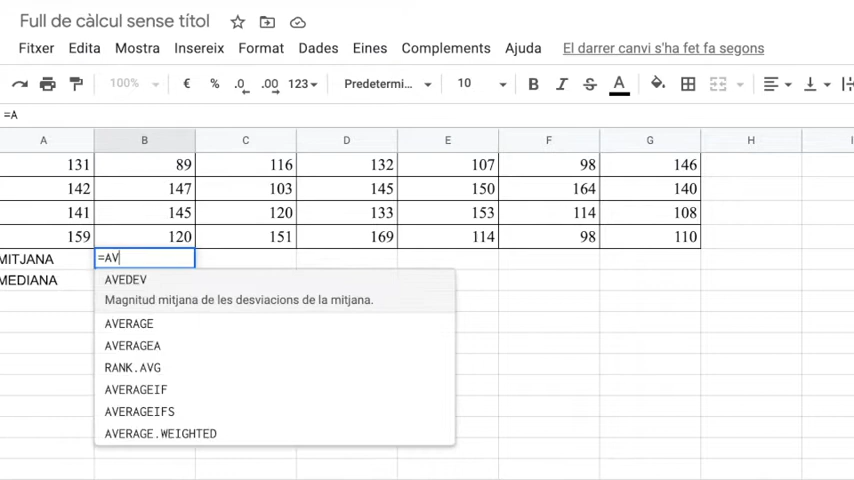 Full de càlcul sense títol
Fitxer Edita Mostra Insereix Format Dades Eines Complements Ajuda El darrer canvi s'ha fet fa segons
100% € % .0 .00 123 Predetermi... 10 B I S A
=A
A B C D E F G H I
131 89 116 132 107 98 146
142 147 103 145 150 164 140
141 145 120 133 153 114 108
159 120 151 169 114 98 110
MITJANA =AV
MEDIANA AVEDEV
Magnitud mitjana de les desviacions de la mitjana.
AVERAGE
AVERAGEA
RANK.AVG
AVERAGEIF
AVERAGEIFS
AVERAGE.WEIGHTED